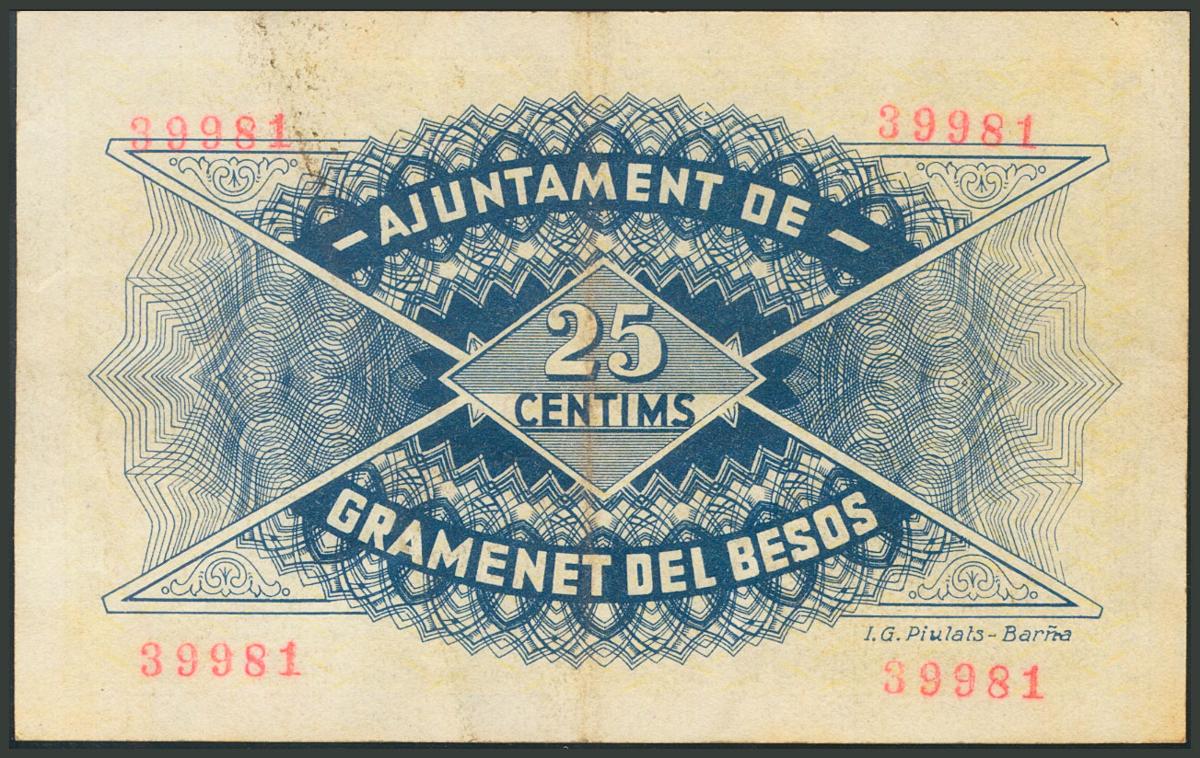 39981 39981
- AJUNTAMENT DE -
25
CENTIMS
GRAMENET DEL BESOS
I.G. Piulats - Barña
39981 39981